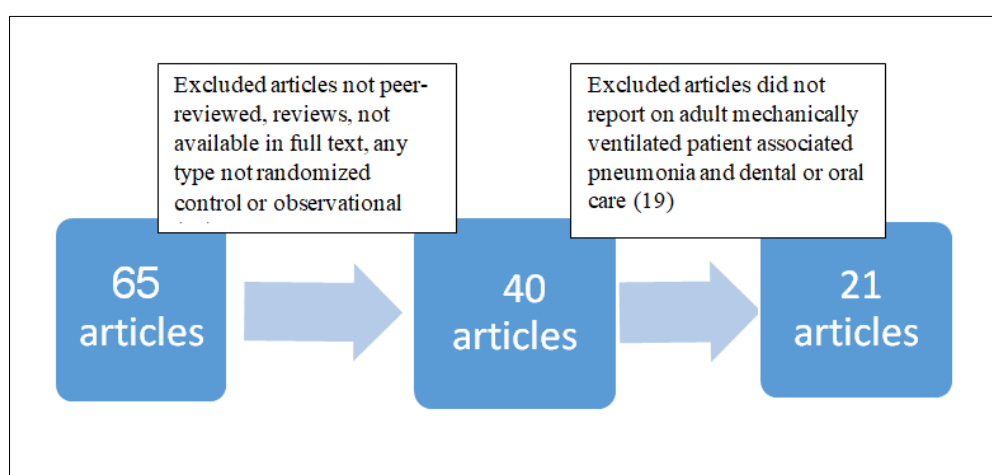 Excluded articles not peer-
reviewed, reviews, not
available in full text, any
type not randomized
control or observational
Excluded articles did not
report on adult mechanically
ventilated patient associated
pneumonia and dental or oral
care (19)
65
articles
40
articles
21
articles